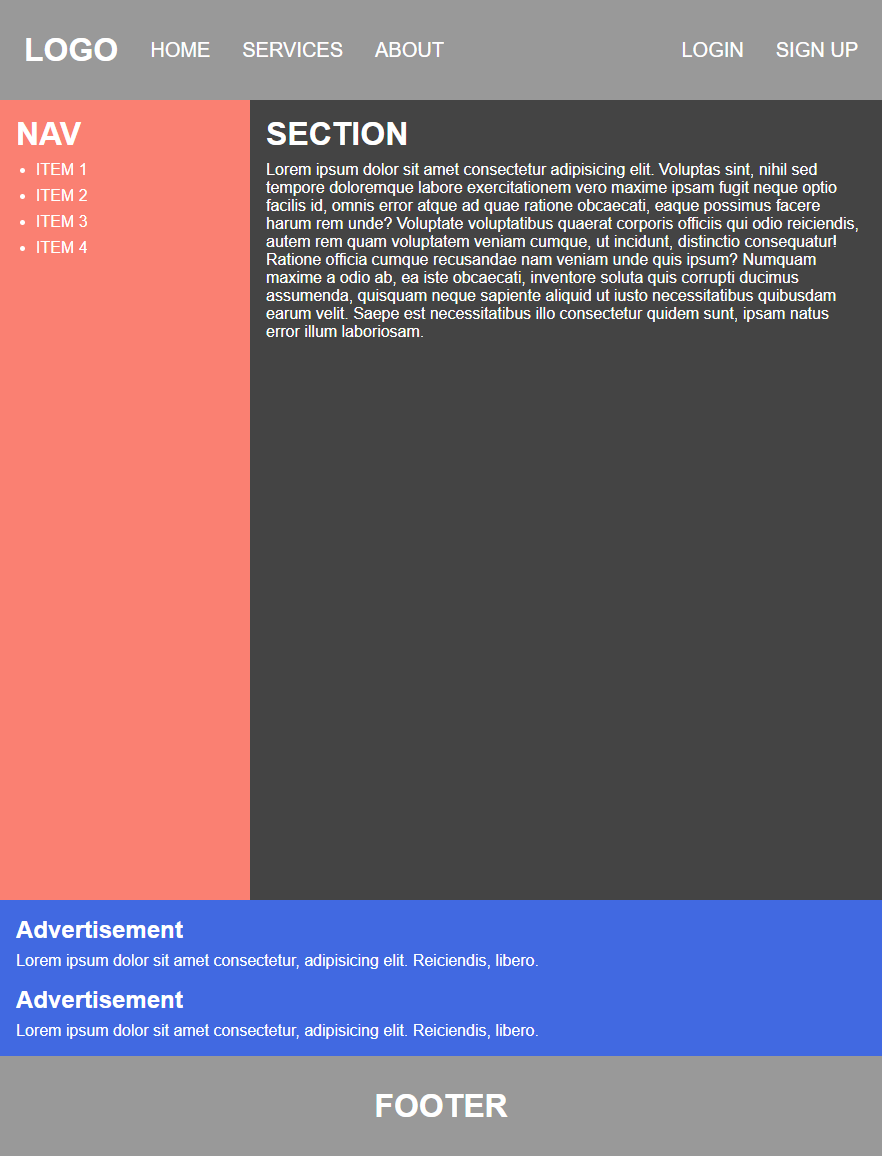 LOGO HOME SERVICES ABOUT LOGIN SIGN UP
NAV
ITEM 1
ITEM 2
ITEM 3
ITEM 4
SECTION
Lorem ipsum dolor sit amet consectetur adipisicing elit. Voluptas sint, nihil sed
tempore doloremque labore exercitationem vero maxime ipsam fugit neque optio
facilis id, omnis error atque ad quae ratione obcaecati, eaque possimus facere
harum rem unde? Voluptate voluptatibus quaerat corporis officiis qui odio reiciendis,
autem rem quam voluptatem veniam cumque, ut incidunt, distinctio consequatur!
Ratione officia cumque recusandae nam veniam unde quis ipsum? Numquam
maxime a odio ab, ea iste obcaecati, inventore soluta quis corrupti ducimus
assumenda, quisquam neque sapiente aliquid ut iusto necessitatibus quibusdam
earum velit. Saepe est necessitatibus illo consectetur quidem sunt, ipsam natus
error illum laboriosam.
Advertisement
Lorem ipsum dolor sit amet consectetur, adipisicing elit. Reiciendis, libero.
Advertisement
Lorem ipsum dolor sit amet consectetur, adipisicing elit. Reiciendis, libero.
FOOTER